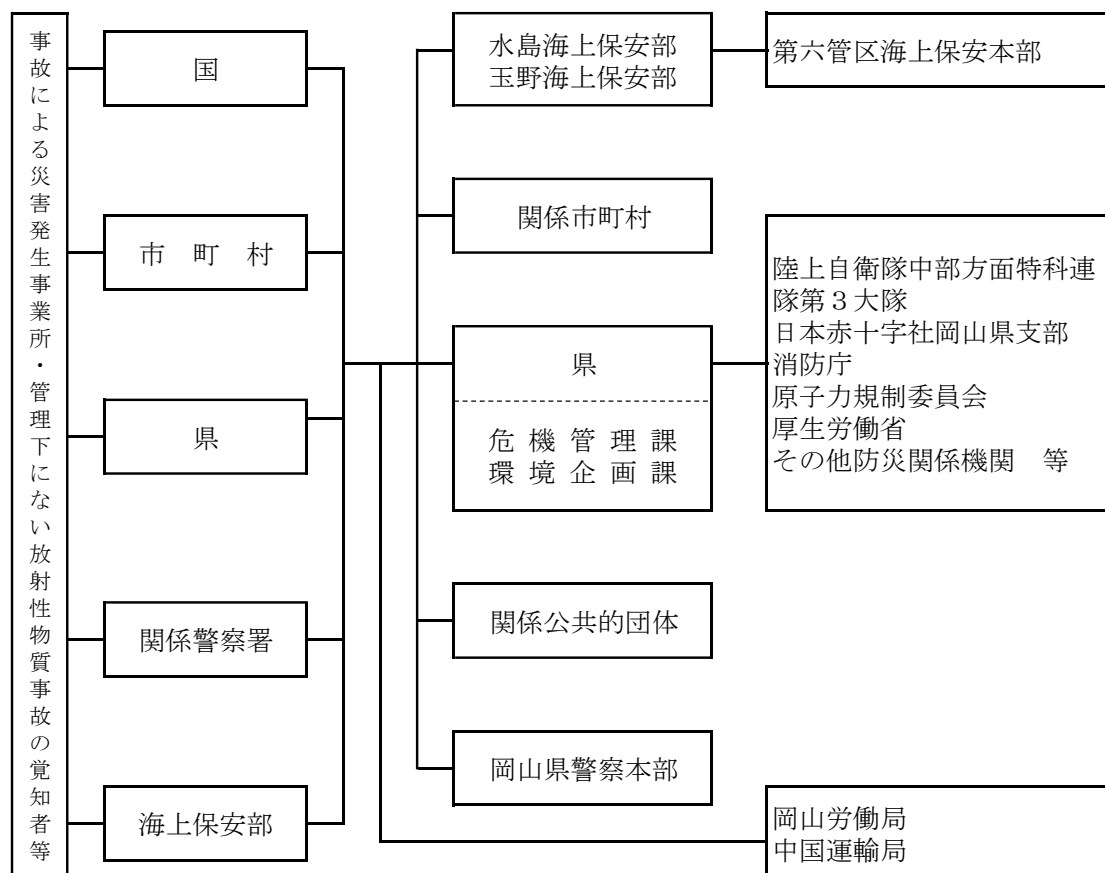 事故による災害発生事業所・管理下にない放射性物質事故の覚知者等
国
市　町　村
県
関係警察署
海上保安部
水島海上保安部
玉野海上保安部
関係市町村
県
危 機 管 理 課
環 境 企 画 課
関係公共的団体
岡山県警察本部
第六管区海上保安本部
陸上自衛隊中部方面特科連
隊第３大隊
日本赤十字社岡山県支部
消防庁
原子力規制委員会
厚生労働省
その他防災関係機関　等
岡山労働局
中国運輸局